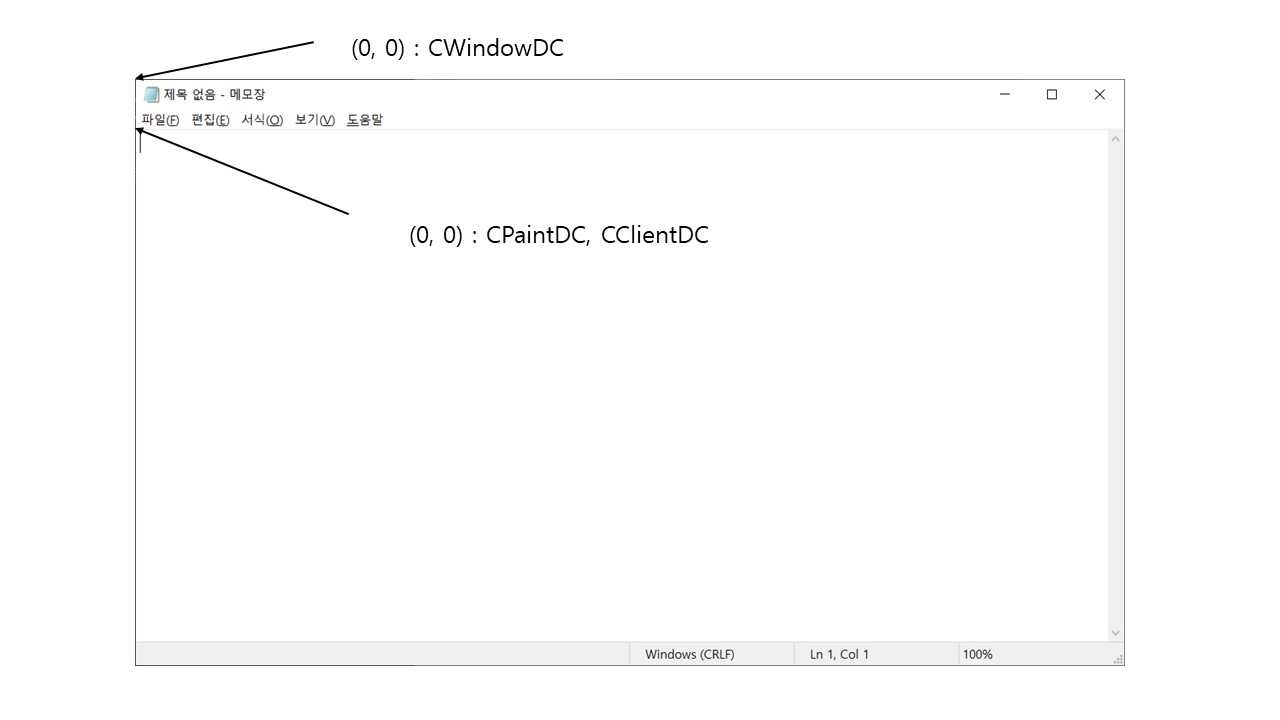 (0, 0) : CWindowDC
제목 없음 - 메모장
파일(F) 편집(E) 서식(O) 보기(V) 도움말
(0, 0) : CPaintDC, CClientDC
Windows (CRLF) Ln 1, Col 1 100%